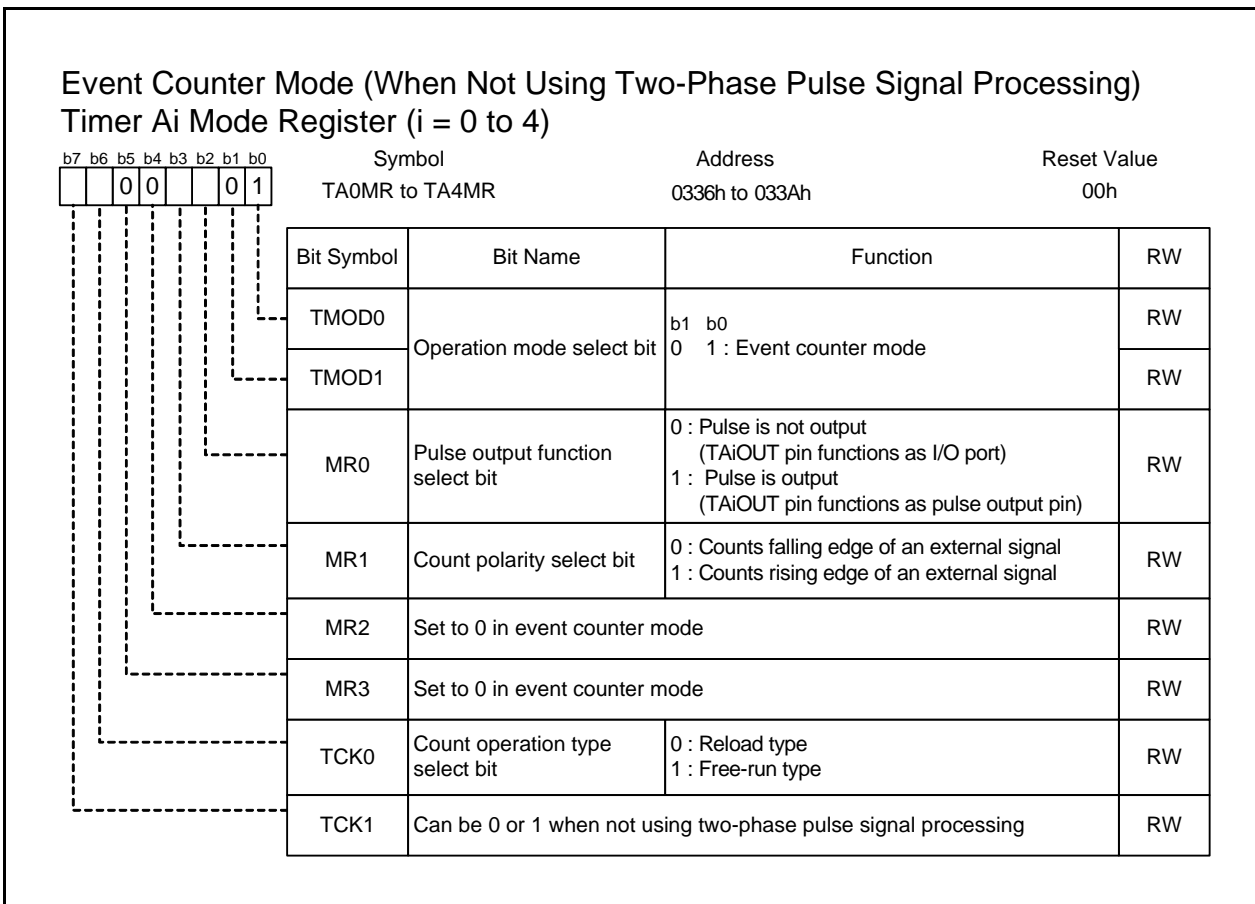 Event Counter Mode (When Not Using Two-Phase Pulse Signal Processing)
Timer Ai Mode Register (i = 0 to 4)
b7 b6 b5 b4 b3 b2 b1 b0
0 0 0 1
Symbol Address Reset Value
TA0MR to TA4MR 0336h to 033Ah 00h
Bit Symbol Bit Name Function RW
TMOD0 RW
Operation mode select bit
b1 b0
0 1 : Event counter mode
TMOD1 RW
MR0
Pulse output function
select bit
0 : Pulse is not output
(TAiOUT pin functions as I/O port)
1 : Pulse is output
(TAiOUT pin functions as pulse output pin)
RW
MR1
Count polarity select bit
0 : Counts falling edge of an external signal
1 : Counts rising edge of an external signal
RW
MR2 Set to 0 in event counter mode RW
MR3 Set to 0 in event counter mode RW
TCK0
Count operation type
select bit
0 : Reload type
1 : Free-run type
RW
TCK1 Can be 0 or 1 when not using two-phase pulse signal processing RW